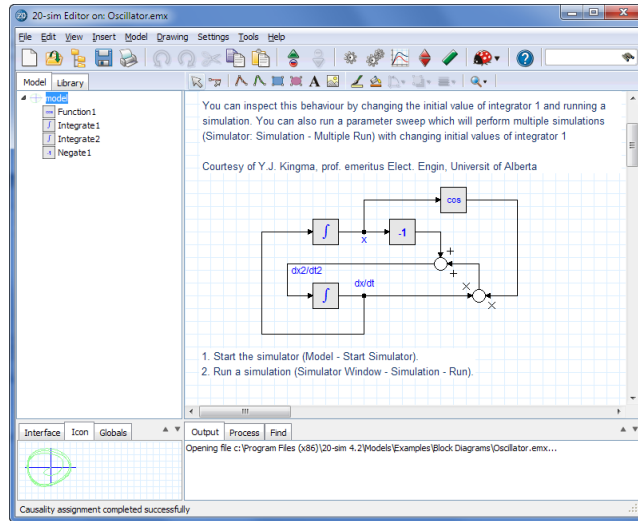 20-sim Editor on: Oscillator.emx
File Edit View Insert Model Drawing Settings Tools Help
Model Library
model
Function1
Integrate1
Integrate2
Negate1
You can inspect this behaviour by changing the initial value of integrator 1 and running a
simulation. You can also run a parameter sweep which will perform multiple simulations
(Simulator: Simulation - Multiple Run) with changing initial values of integrator 1
Courtesy of Y.J. Kingma, prof. emeritus Elect. Engin, Universit of Alberta
cos
∫
x
-1
+
+
dx2/dt2
∫
dx/dt
×
×
1. Start the simulator (Model - Start Simulator).
2. Run a simulation (Simulator Window - Simulation - Run).
Interface Icon Globals
Output Process Find
Opening file c:\Program Files (x86)\20-sim 4.2\Models\Examples\Block Diagrams\Oscillator.emx...
Causality assignment completed successfully